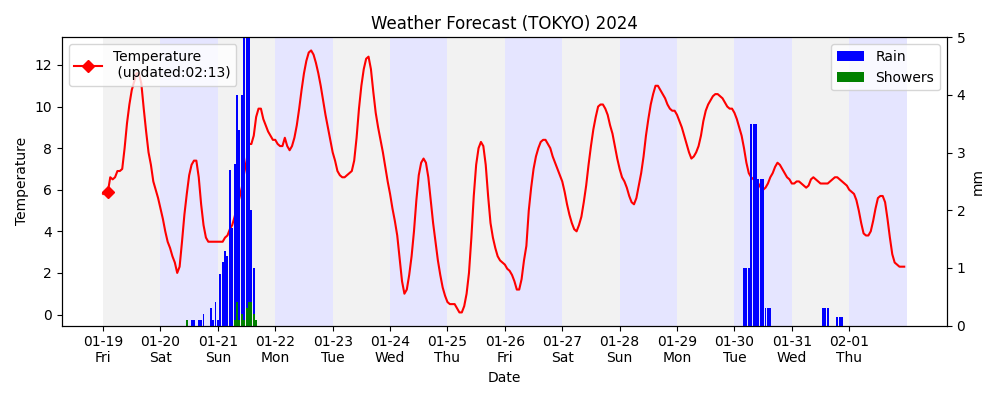 Weather Forecast (TOKYO) 2024
Temperature
(updated:02:13)
Rain
Showers
12
10
8
6
4
2
0
Temperature
5
4
3
2
1
0
mm
01-19 01-20 01-21 01-22 01-23 01-24 01-25 01-26 01-27 01-28 01-29 01-30 01-31 02-01
Fri Sat Sun Mon Tue Wed Thu Fri Sat Sun Mon Tue Wed Thu
Date